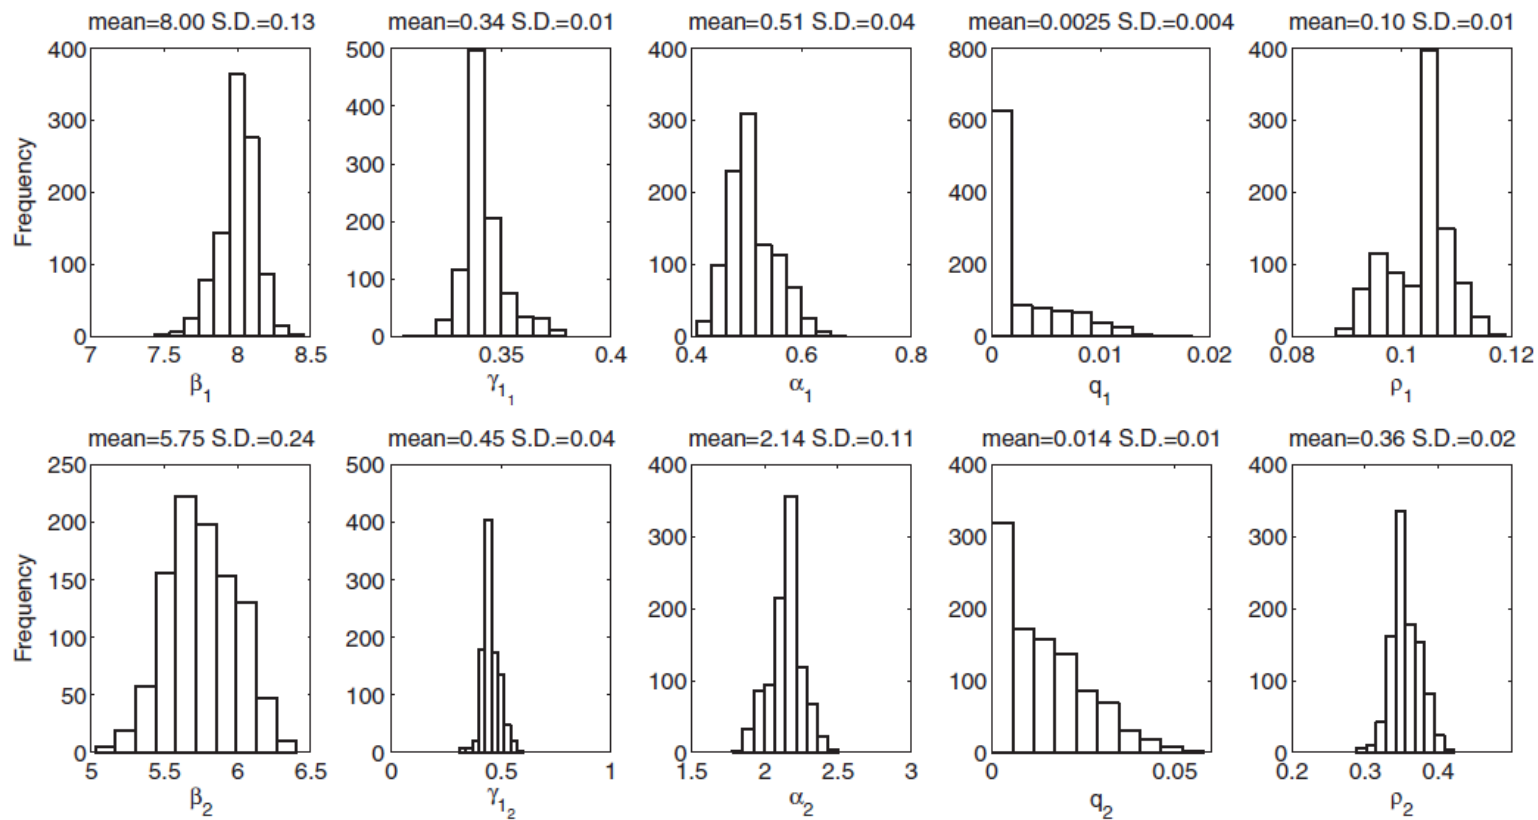 mean=8.00 S.D.=0.13 mean=0.34 S.D.=0.01 mean=0.51 S.D.=0.04 mean=0.0025 S.D.=0.004 mean=0.10 S.D.=0.01
400 500 400 800 400
400
300 300 600 300
300
Frequency
200 200 400 200
200
100 100 200 100
100
0 0 0 0 0
7 7.5 8 8.5 0.35 0.4 0.4 0.6 0.8 0 0.01 0.02 0.08 0.1 0.12
β1 γ11 α1 q1 ρ1
mean=5.75 S.D.=0.24 mean=0.45 S.D.=0.04 mean=2.14 S.D.=0.11 mean=0.014 S.D.=0.01 mean=0.36 S.D.=0.02
250 500 400 400 400
200 400
300 300 300
150 300
Frequency
200 200 200
100 200
100 100 100
50 100
0 0 0 0 0
5 5.5 6 6.5 0 0.5 1 1.5 2 2.5 3 0 0.05 0.2 0.3 0.4
β2 γ12 α2 q2 ρ2